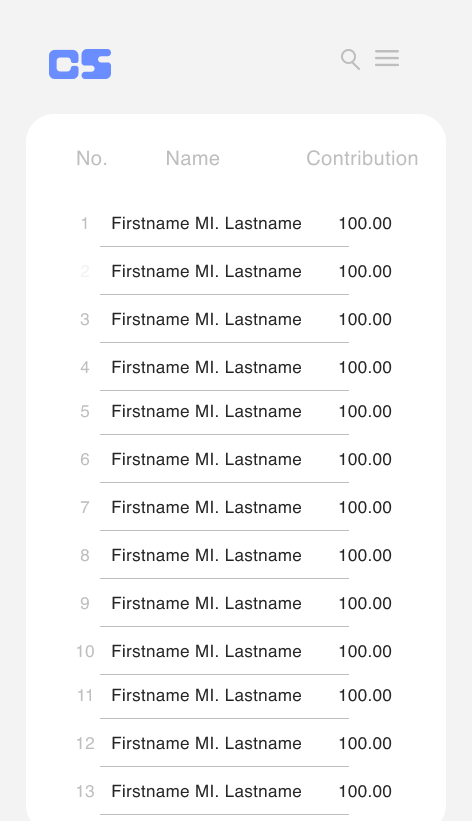 CS
No. Name Contribution
1 Firstname MI. Lastname 100.00
2 Firstname MI. Lastname 100.00
3 Firstname MI. Lastname 100.00
4 Firstname MI. Lastname 100.00
5 Firstname MI. Lastname 100.00
6 Firstname MI. Lastname 100.00
7 Firstname MI. Lastname 100.00
8 Firstname MI. Lastname 100.00
9 Firstname MI. Lastname 100.00
10 Firstname MI. Lastname 100.00
11 Firstname MI. Lastname 100.00
12 Firstname MI. Lastname 100.00
13 Firstname MI. Lastname 100.00